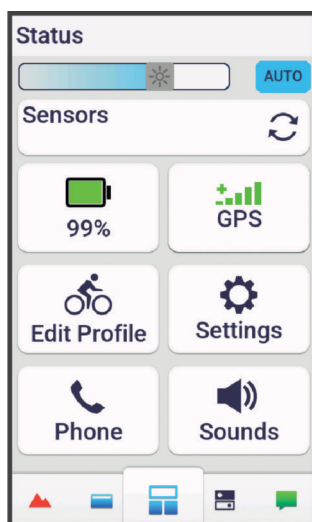 Status
AUTO
Sensors
99%
GPS
Edit Profile
Settings
Phone
Sounds